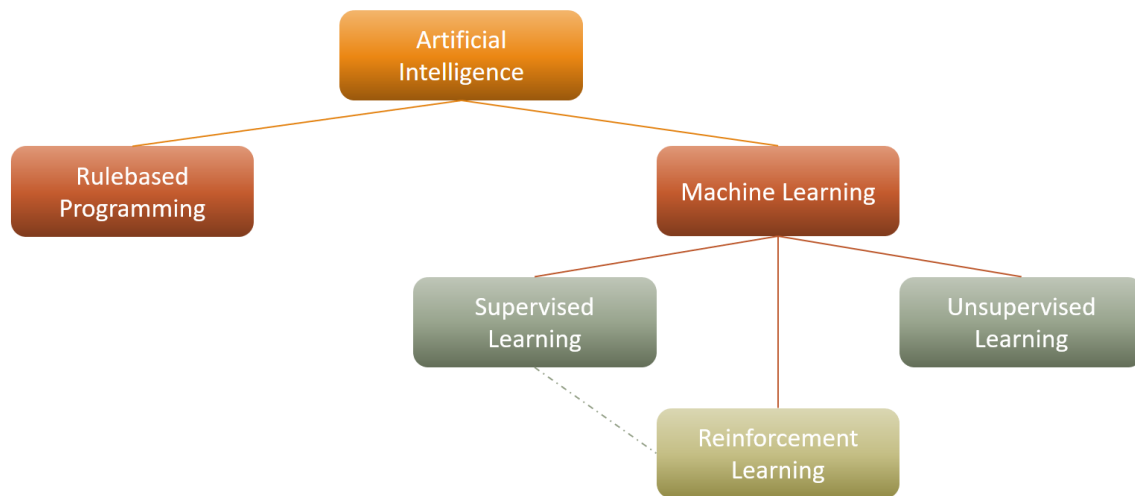 Artificial
Intelligence
Rulebased
Programming
Machine Learning
Supervised
Learning
Unsupervised
Learning
Reinforcement
Learning